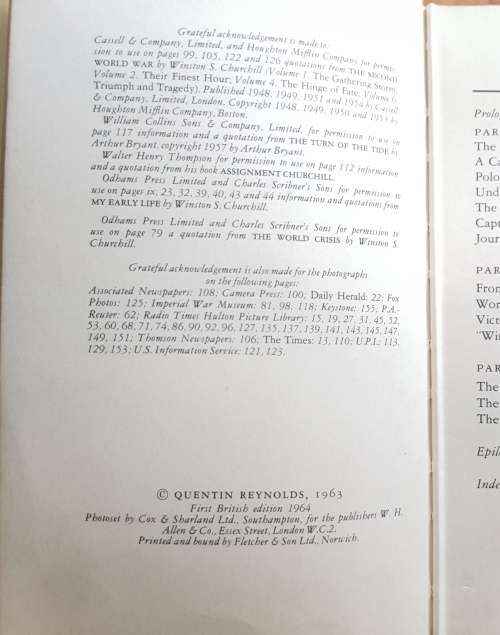 Grateful acknowledgement is made to:
Cassell & Company, Limited, and Houghton Mifflin Company for permis-
sion to use on pages 99, 105, 122 and 126 quotations from THE SECOND
WORLD WAR by Winston S. Churchill (Volume 1. The Gathering Storm,
Volume 2. Their Finest Hour; Volume 4. The Hinge of Fate, Volume 6.
Triumph and Tragedy). Published 1948, 1949, 1951 and 1954 by Cassell
& Company, Limited, London. Copyright 1948, 1949, 1950 and 1953 by
Houghton Mifflin Company, Boston.
William Collins Sons & Company, Limited, for permission to use on
page 117 information and a quotation from THE TURN OF THE TIDE by
Arthur Bryant, copyright 1957 by Arthur Bryant.
Walter Henry Thompson for permission to use on page 112 information
and a quotation from his book ASSIGNMENT CHURCHILL.
Odhams Press Limited and Charles Scribner's Sons for permission to
use on pages ix, 23, 32, 39, 40, 43 and 44 information and quotations from
MY EARLY LIFE by Winston S. Churchill.
Odhams Press Limited and Charles Scribner's Sons for permission to
use on page 79 a quotation from THE WORLD CRISIS by Winston S.
Churchill.
Grateful acknowledgement is also made for the photographs
on the following pages:
Associated Newspapers: 108; Camera Press: 100; Daily Herald: 22; Fox
Photos: 125; Imperial War Museum: 81, 98, 118; Keystone: 155; P.A.-
Reuter: 62; Radio Times Hulton Picture Library: 15, 19, 27, 31, 45, 52,
53, 60, 68, 71, 74, 86, 90, 92, 96, 127, 135, 137, 139, 141, 143, 145, 147,
149, 151; Thomson Newspapers: 106; The Times: 13, 110; U.P.I.: 113,
129, 153; U.S. Information Service: 121, 123.
© QUENTIN REYNOLDS, 1963
First British edition 1964
Photoset by Cox & Sharland Ltd., Southampton, for the publishers W. H.
Allen & Co., Essex Street, London W.C.2.
Printed and bound by Fletcher & Son Ltd., Norwich.
Prolo
PAR
The
A Ca
Polo
Und
The
Capt
Jour
PAR
From
Wor
Vict
"Win
PAR
The
The
The
Epil
Inde